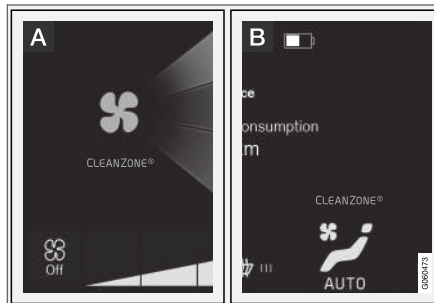 A
CLEANZONE®
Off
B
ce
onsumption
m
CLEANZONE®
AUTO
G060473